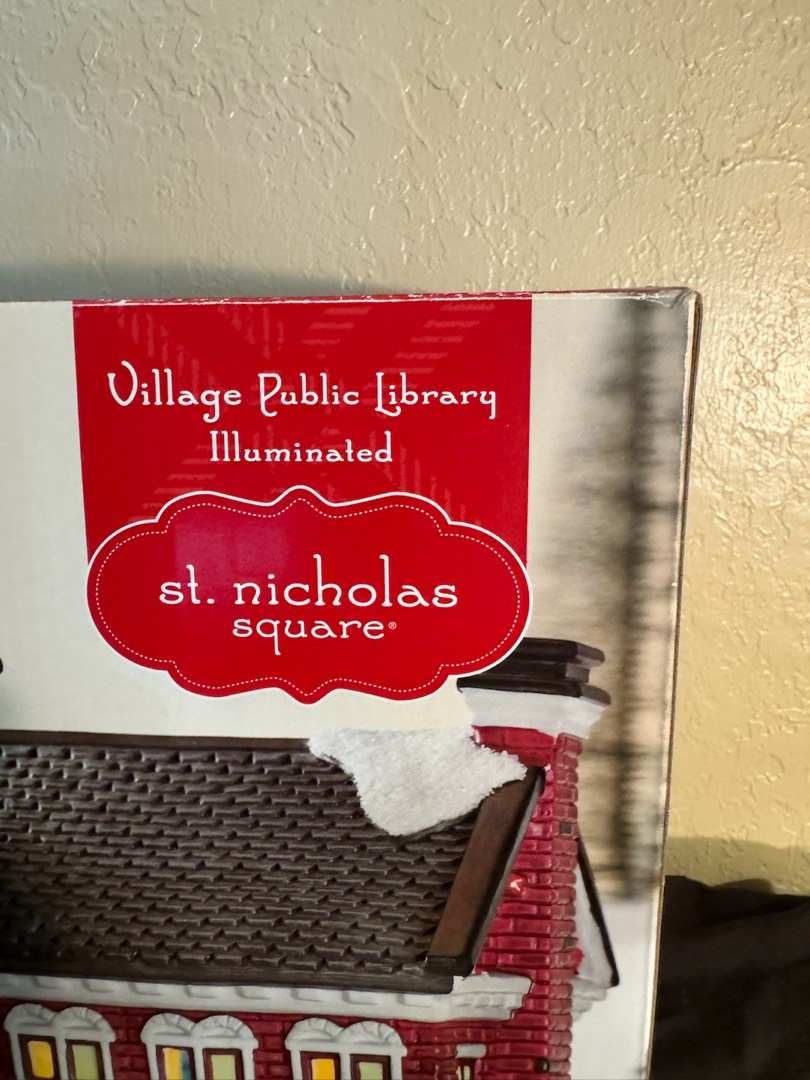 Village Public Library
Illuminated
st. nicholas
square®